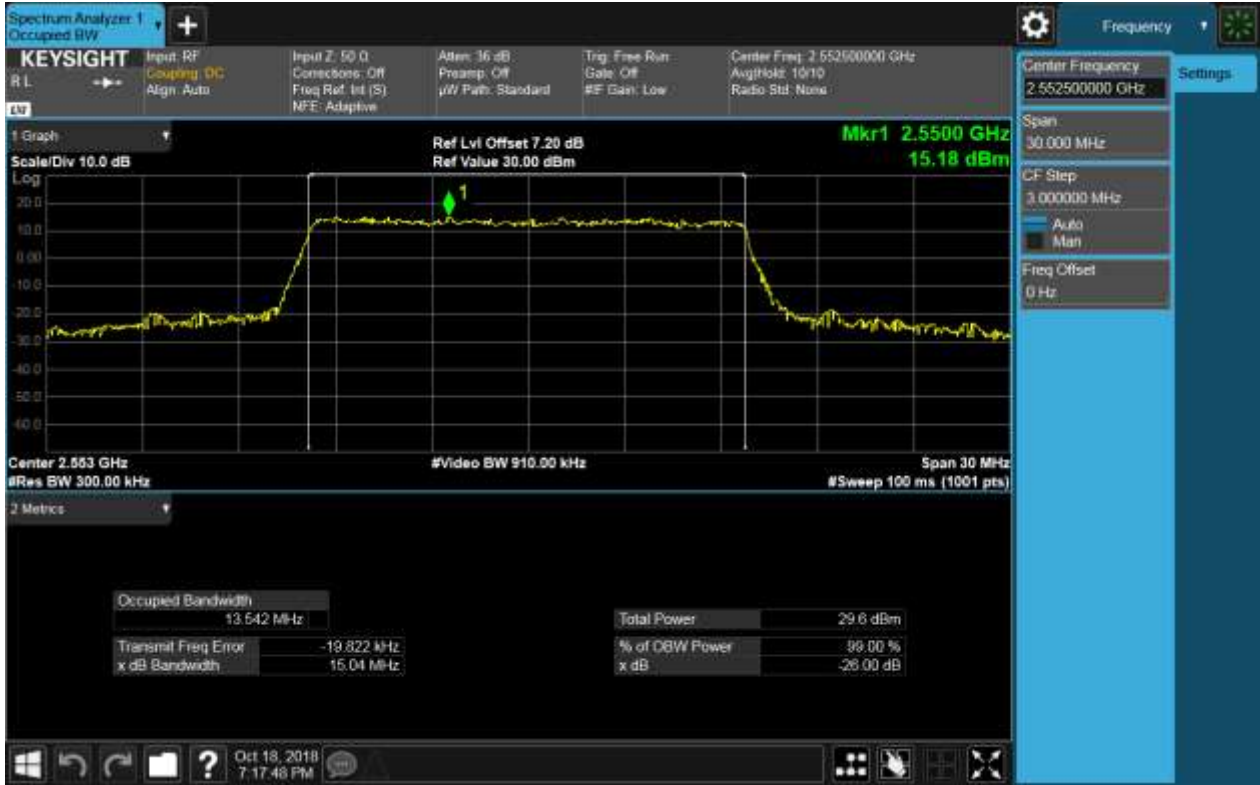 Spectrum Analyzer 1
Occupied BW
+
Frequency
KEYSIGHT
R L
Input: RF
Coupling: DC
Align: Auto
Input Z: 50 Ω
Corrections: Off
Freq Ref: Int (S)
NFE: Adaptive
Atten: 36 dB
Preamp: Off
µW Path: Standard
Trig: Free Run
Gate: Off
#IF Gain: Low
Center Freq: 2.552500000 GHz
Avg|Hold: 10/10
Radio Std: None
Center Frequency
2.552500000 GHz
Settings
Span
30.000 MHz
CF Step
3.000000 MHz
Auto
Man
Freq Offset
0 Hz
1 Graph
Scale/Div 10.0 dB
Ref Lvl Offset 7.20 dB
Ref Value 30.00 dBm
Mkr1 2.5500 GHz
15.18 dBm
Log
1
20.0
10.0
0.00
-10.0
-20.0
-30.0
-40.0
-50.0
-60.0
Center 2.553 GHz
#Video BW 910.00 kHz
Span 30 MHz
#Res BW 300.00 kHz
#Sweep 100 ms (1001 pts)
2 Metrics
Occupied Bandwidth
13.542 MHz
Total Power 29.6 dBm
Transmit Freq Error -19.822 kHz
% of OBW Power 99.00 %
x dB Bandwidth 15.04 MHz
x dB -26.00 dB
?
Oct 18, 2018
7:17:48 PM